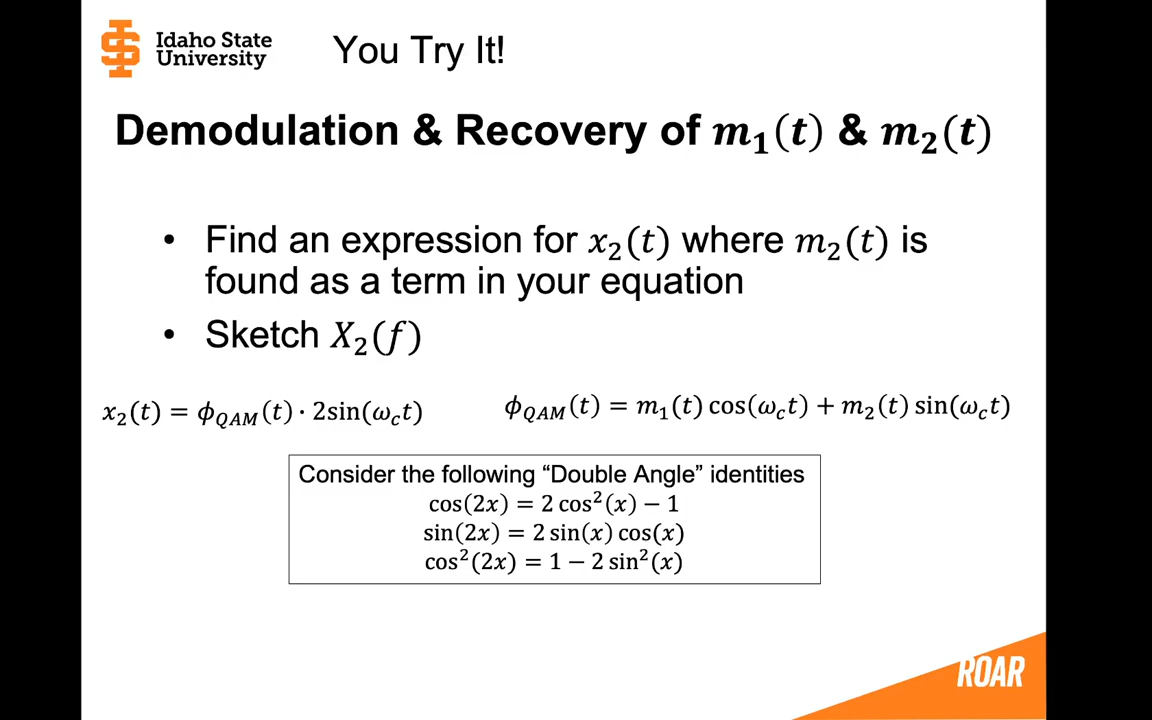 Idaho State
University
You Try It!
Demodulation & Recovery of m₁(t) & m₂(t)
• Find an expression for x₂(t) where m₂(t) is
found as a term in your equation
• Sketch X₂(f)
x₂(t) = ϕ_QAM(t) · 2sin(ω_c t)
ϕ_QAM(t) = m₁(t) cos(ω_c t) + m₂(t) sin(ω_c t)
Consider the following “Double Angle” identities
cos(2x) = 2 cos²(x) − 1
sin(2x) = 2 sin(x) cos(x)
cos²(2x) = 1 − 2 sin²(x)
ROAR